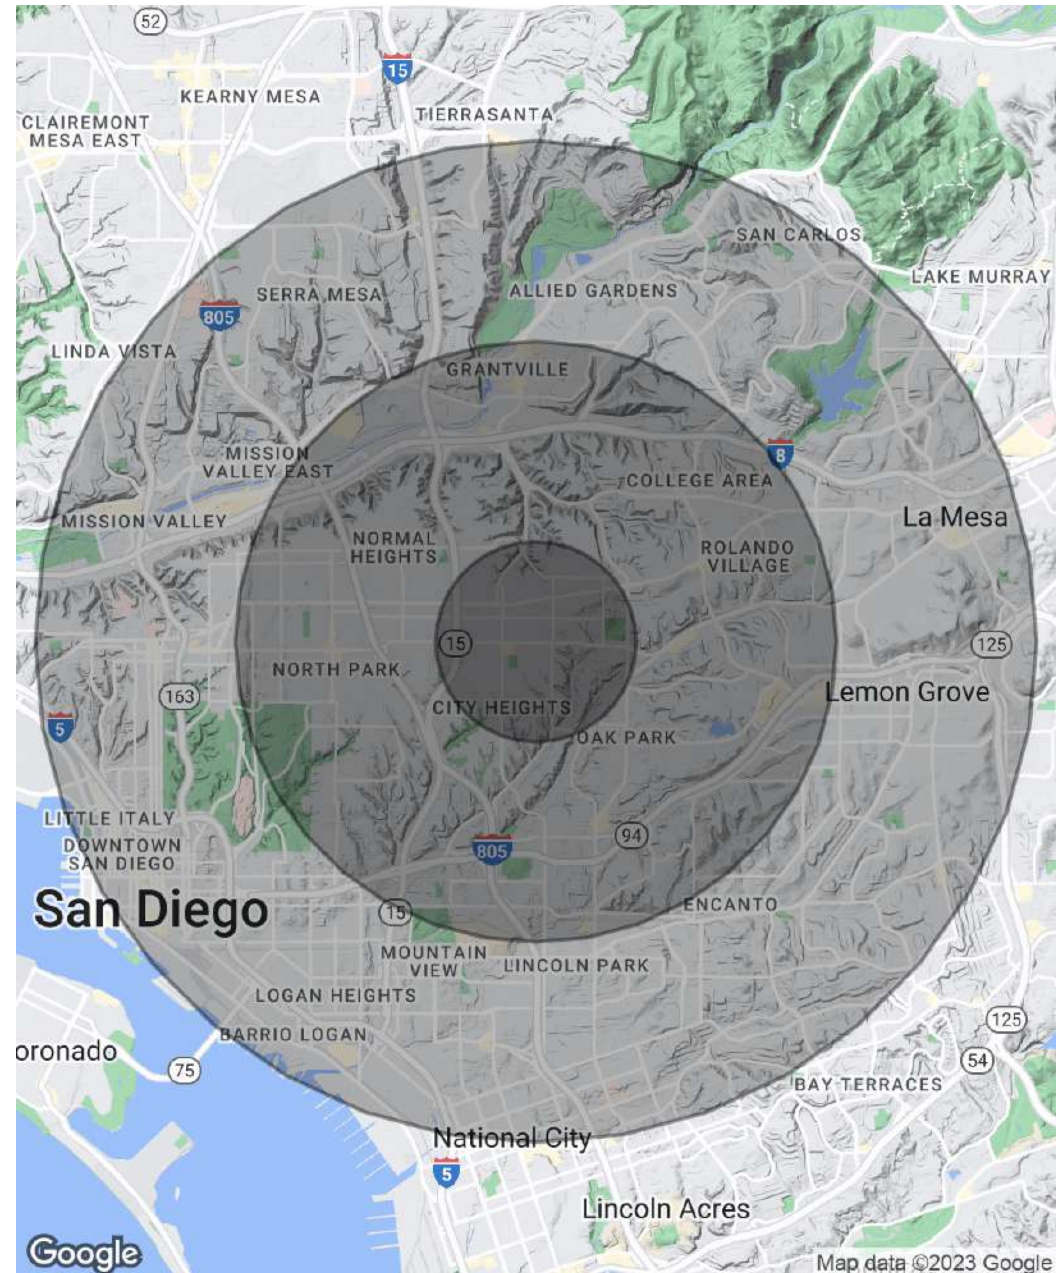 52
15
KEARNY MESA
CLAIREMONT
MESA EAST
TIERRASANTA
SAN CARLOS
LAKE MURRAY
SERRA MESA
ALLIED GARDENS
805
LINDA VISTA
GRANTVILLE
MISSION
VALLEY EAST
8
COLLEGE AREA
MISSION VALLEY
La Mesa
NORMAL
HEIGHTS
ROLANDO
VILLAGE
15
125
NORTH PARK
163
Lemon Grove
CITY HEIGHTS
5
OAK PARK
LITTLE ITALY
DOWNTOWN
SAN DIEGO
94
805
San Diego
15
ENCANTO
MOUNTAIN
VIEW
LINCOLN PARK
LOGAN HEIGHTS
125
BARRIO LOGAN
oronado
75
54
BAY TERRACES
National City
5
Lincoln Acres
Google
Map data ©2023 Google